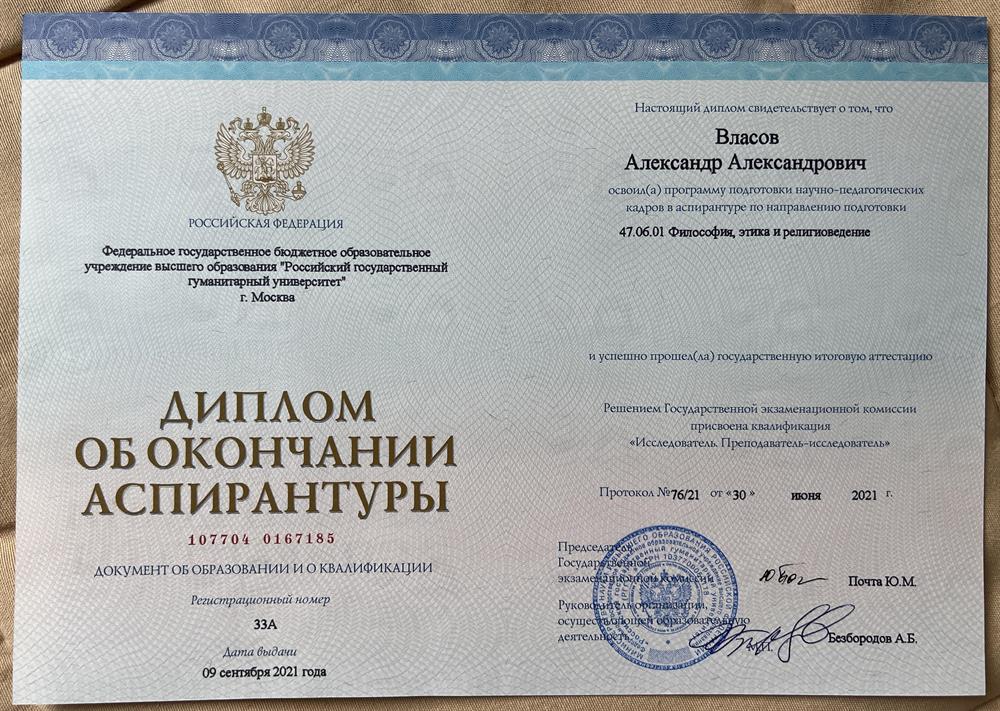 РОССИЙСКАЯ ФЕДЕРАЦИЯ
Федеральное государственное бюджетное образовательное
учреждение высшего образования "Российский государственный
гуманитарный университет"
г. Москва
ДИПЛОМ
ОБ ОКОНЧАНИИ
АСПИРАНТУРЫ
107704 0167185
ДОКУМЕНТ ОБ ОБРАЗОВАНИИ И О КВАЛИФИКАЦИИ
Регистрационный номер
33А
Дата выдачи
09 сентября 2021 года
Настоящий диплом свидетельствует о том, что
Власов
Александр Александрович
освоил(а) программу подготовки научно-педагогических
кадров в аспирантуре по направлению подготовки
47.06.01 Философия, этика и религиоведение
и успешно прошел(ла) государственную итоговую аттестацию
Решением Государственной экзаменационной комиссии
присвоена квалификация
«Исследователь. Преподаватель-исследователь»
Протокол № 76/21 от «30» июня 2021 г.
Председатель
Государственной
экзаменационной комиссии
Почта Ю.М.
Руководитель организации,
осуществляющей образовательную
деятельность
Безбородов А.Б.